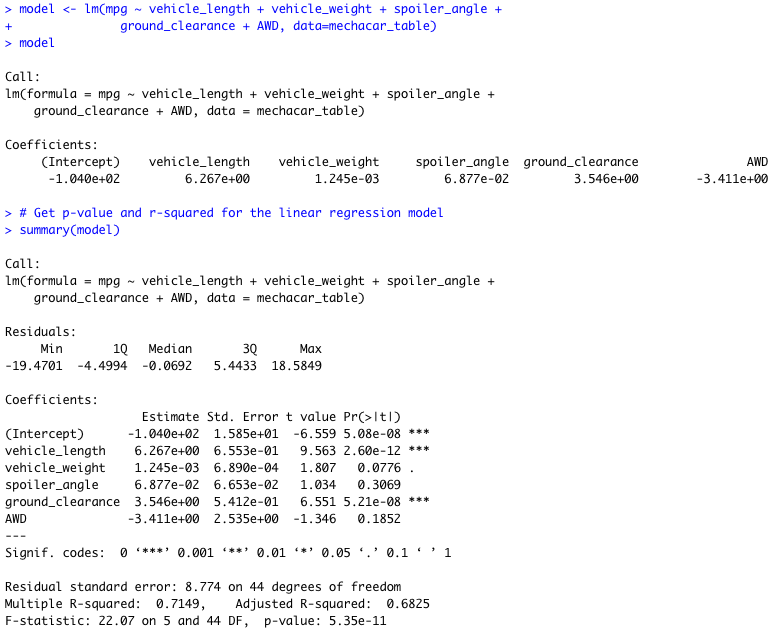 > model <- lm(mpg ~ vehicle_length + vehicle_weight + spoiler_angle +
+ ground_clearance + AWD, data=mechacar_table)
> model
Call:
lm(formula = mpg ~ vehicle_length + vehicle_weight + spoiler_angle +
ground_clearance + AWD, data = mechacar_table)
Coefficients:
(Intercept) vehicle_length vehicle_weight spoiler_angle ground_clearance AWD
-1.040e+02 6.267e+00 1.245e-03 6.877e-02 3.546e+00 -3.411e+00
> # Get p-value and r-squared for the linear regression model
> summary(model)
Call:
lm(formula = mpg ~ vehicle_length + vehicle_weight + spoiler_angle +
ground_clearance + AWD, data = mechacar_table)
Residuals:
Min 1Q Median 3Q Max
-19.4701 -4.4994 -0.0692 5.4433 18.5849
Coefficients:
Estimate Std. Error t value Pr(>|t|)
(Intercept) -1.040e+02 1.585e+01 -6.559 5.08e-08 ***
vehicle_length 6.267e+00 6.553e-01 9.563 2.60e-12 ***
vehicle_weight 1.245e-03 6.890e-04 1.807 0.0776 .
spoiler_angle 6.877e-02 6.653e-02 1.034 0.3069
ground_clearance 3.546e+00 5.412e-01 6.551 5.21e-08 ***
AWD -3.411e+00 2.535e+00 -1.346 0.1852
---
Signif. codes: 0 ‘***’ 0.001 ‘**’ 0.01 ‘*’ 0.05 ‘.’ 0.1 ‘ ’ 1
Residual standard error: 8.774 on 44 degrees of freedom
Multiple R-squared: 0.7149, Adjusted R-squared: 0.6825
F-statistic: 22.07 on 5 and 44 DF, p-value: 5.35e-11